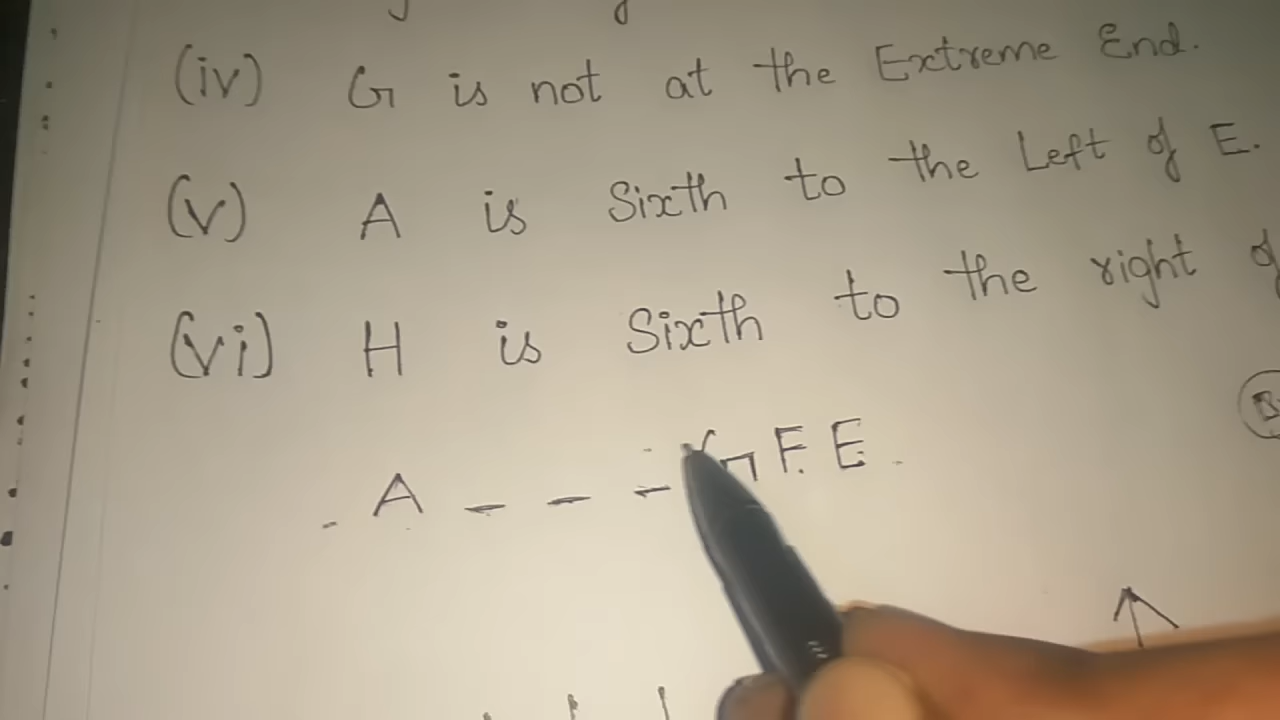 (iv) G is not at the Extreme End.
(v) A is Sixth to the Left of E.
(vi) H is Sixth to the right of
A _ _ _ G F E